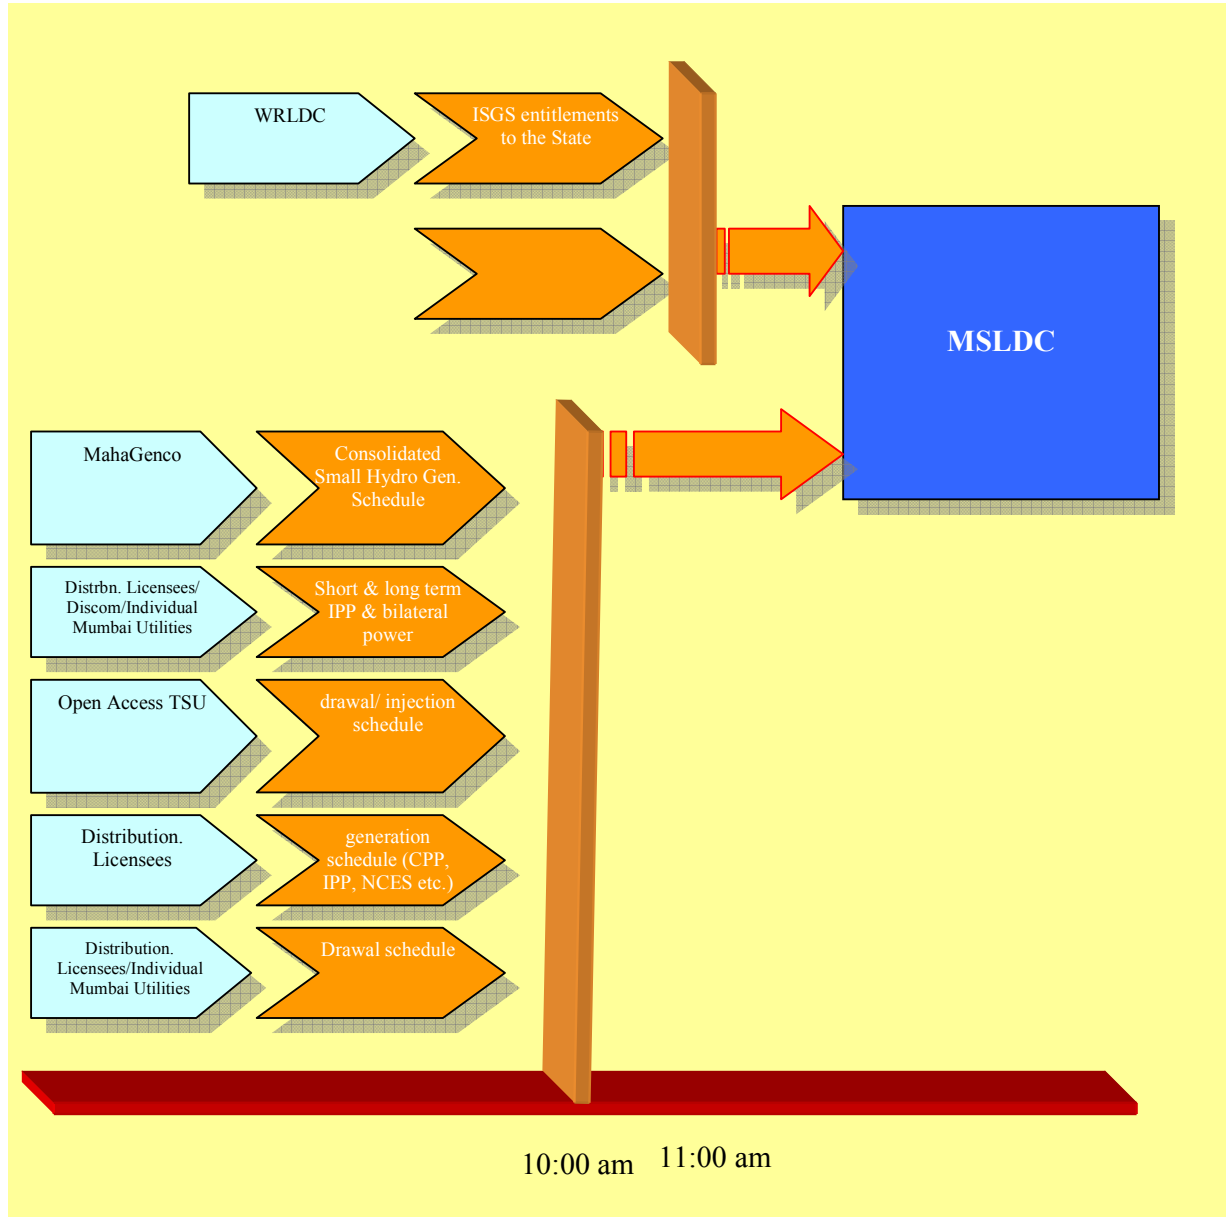 WRLDC
ISGS entitlements
to the State
MSLDC
MahaGenco
Consolidated
Small Hydro Gen.
Schedule
Distrbn. Licensees/
Discom/Individual
Mumbai Utilities
Short & long term
IPP & bilateral
power
Open Access TSU
drawal/ injection
schedule
Distribution.
Licensees
generation
schedule (CPP,
IPP, NCES etc.)
Distribution.
Licensees/Individual
Mumbai Utilities
Drawal schedule
10:00 am
11:00 am